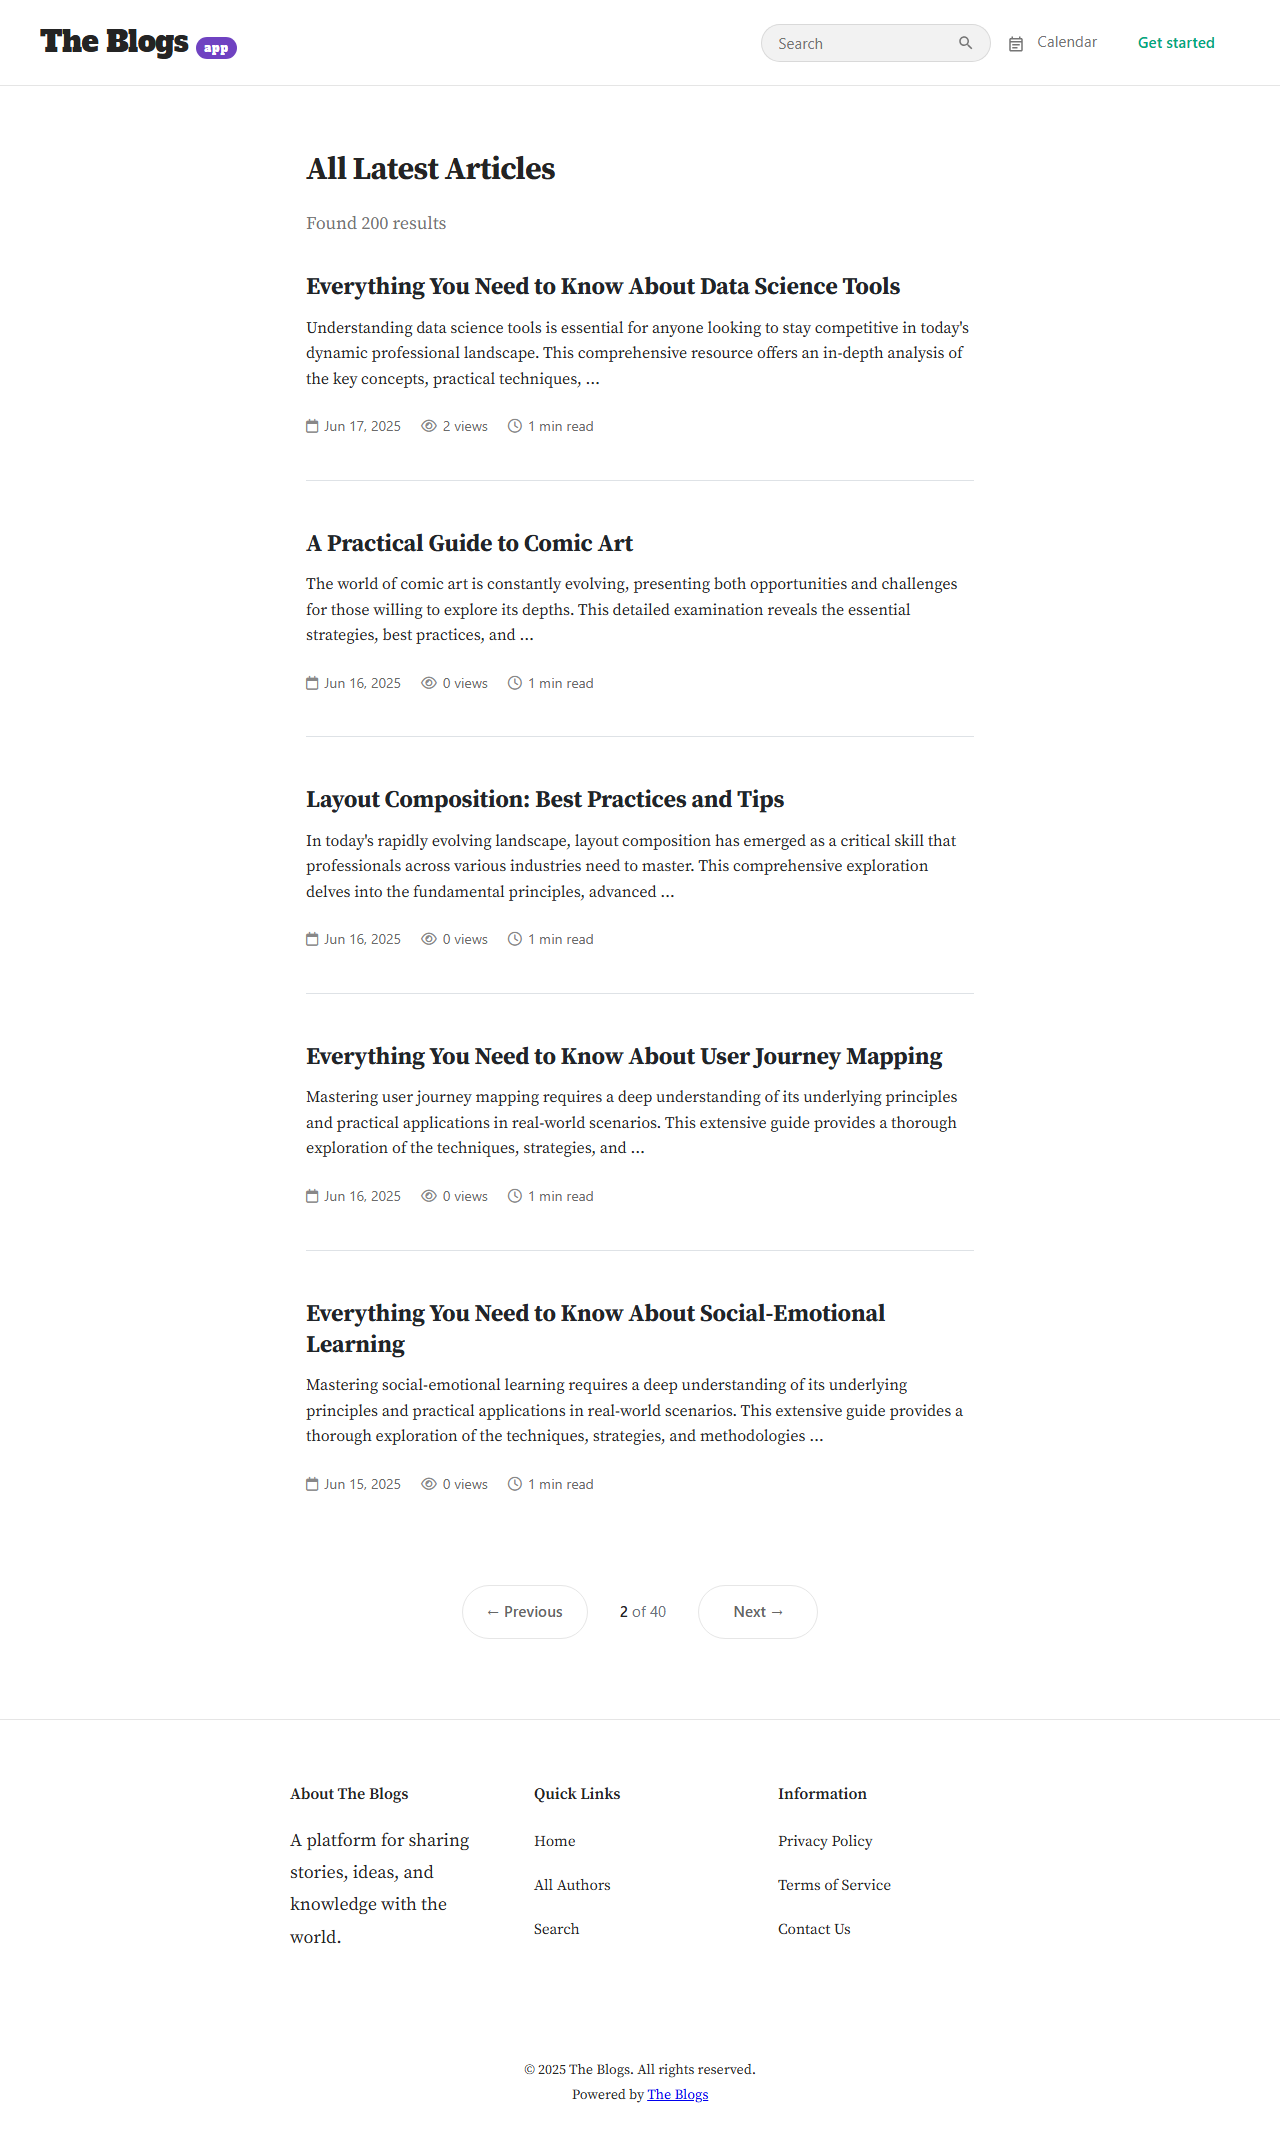 The Blogs app
Search
Calendar
Get started
All Latest Articles
Found 200 results
Everything You Need to Know About Data Science Tools
Understanding data science tools is essential for anyone looking to stay competitive in today's
dynamic professional landscape. This comprehensive resource offers an in-depth analysis of
the key concepts, practical techniques, ...
Jun 17, 2025 2 views 1 min read
A Practical Guide to Comic Art
The world of comic art is constantly evolving, presenting both opportunities and challenges
for those willing to explore its depths. This detailed examination reveals the essential
strategies, best practices, and ...
Jun 16, 2025 0 views 1 min read
Layout Composition: Best Practices and Tips
In today's rapidly evolving landscape, layout composition has emerged as a critical skill that
professionals across various industries need to master. This comprehensive exploration
delves into the fundamental principles, advanced ...
Jun 16, 2025 0 views 1 min read
Everything You Need to Know About User Journey Mapping
Mastering user journey mapping requires a deep understanding of its underlying principles
and practical applications in real-world scenarios. This extensive guide provides a thorough
exploration of the techniques, strategies, and ...
Jun 16, 2025 0 views 1 min read
Everything You Need to Know About Social-Emotional
Learning
Mastering social-emotional learning requires a deep understanding of its underlying
principles and practical applications in real-world scenarios. This extensive guide provides a
thorough exploration of the techniques, strategies, and methodologies ...
Jun 15, 2025 0 views 1 min read
← Previous
2 of 40
Next →
About The Blogs
A platform for sharing
stories, ideas, and
knowledge with the
world.
Quick Links
Home
All Authors
Search
Information
Privacy Policy
Terms of Service
Contact Us
© 2025 The Blogs. All rights reserved.
Powered by The Blogs